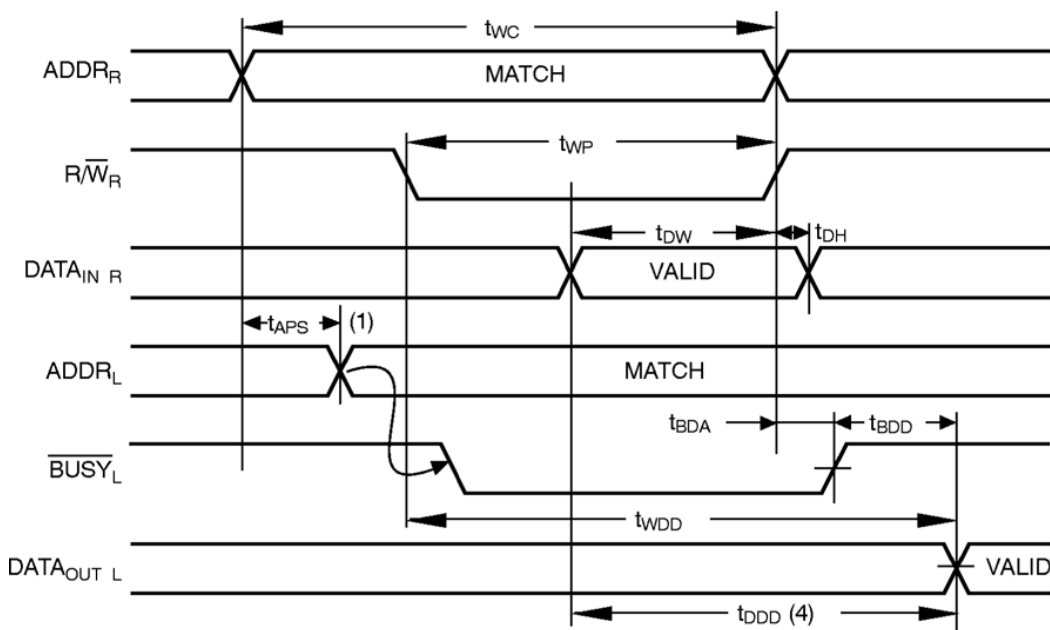 tWC
ADDRR MATCH
tWP
R/W̅R
tDW tDH
DATAIN R VALID
tAPS (1)
ADDRL MATCH
tBDA tBDD
B̅U̅S̅Y̅L
tWDD
DATAOUT L VALID
tDDD (4)